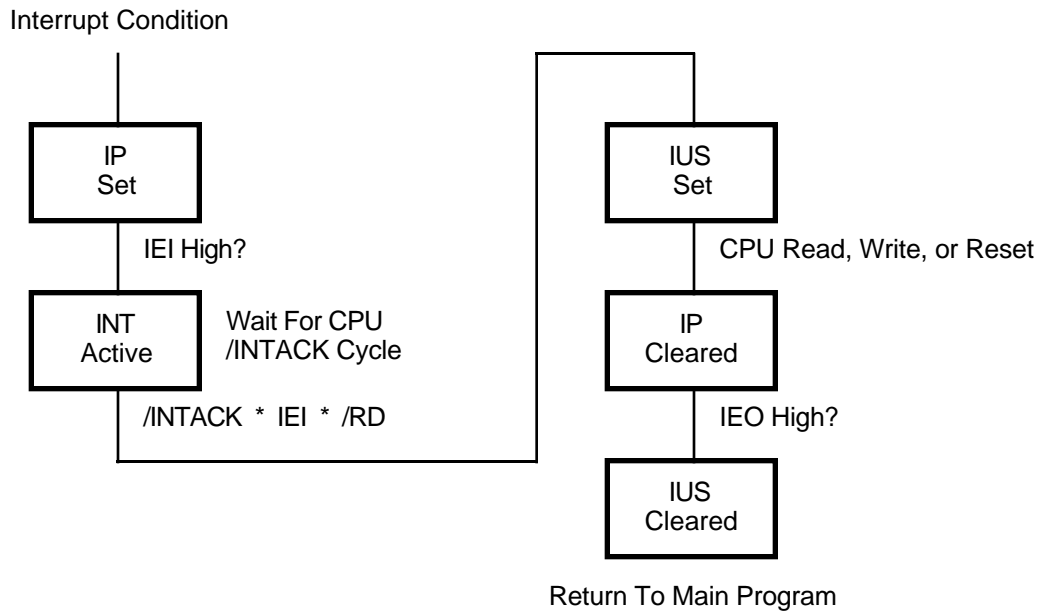 Interrupt Condition
IP
Set
IEI High?
INT
Active
Wait For CPU
/INTACK Cycle
/INTACK * IEI * /RD
IUS
Set
CPU Read, Write, or Reset
IP
Cleared
IEO High?
IUS
Cleared
Return To Main Program